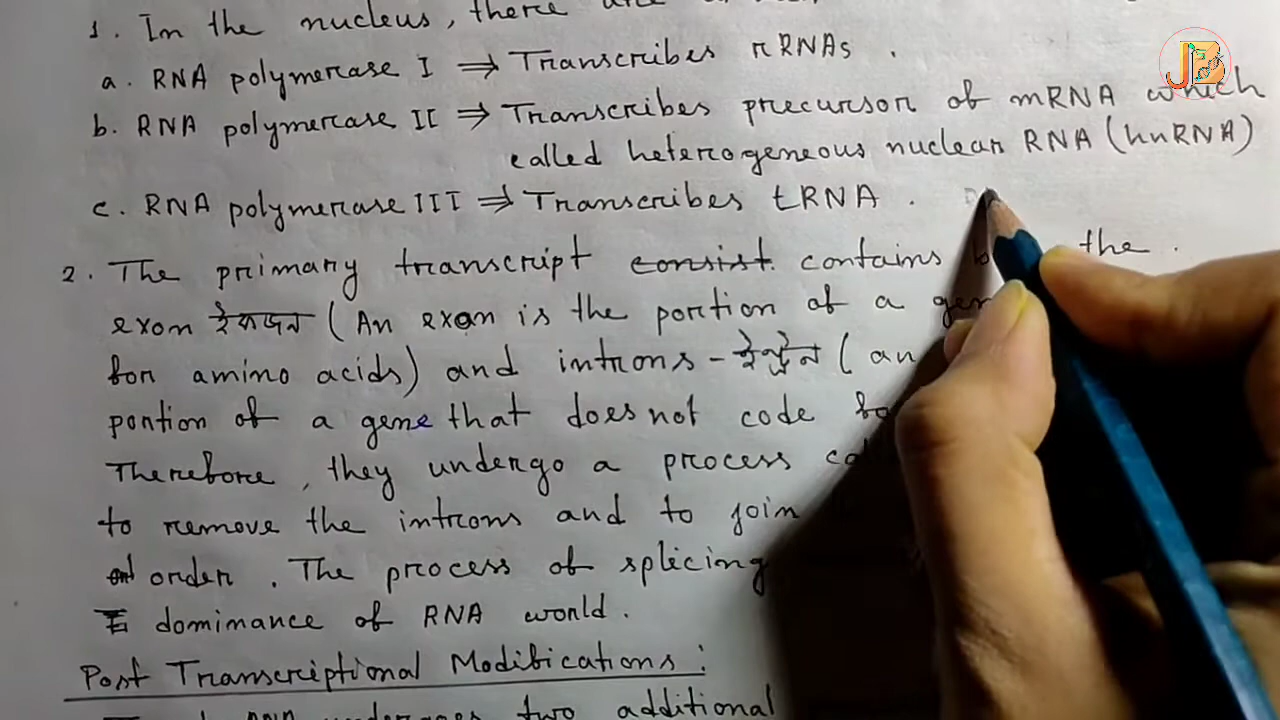 1. In the nucleus, there are
a. RNA polymerase I ⇒ Transcribes rRNAs .
b. RNA polymerase II ⇒ Transcribes precursor of mRNA which
called heterogeneous nuclear RNA (hnRNA)
c. RNA polymerase III ⇒ Transcribes tRNA .
2. The primary transcript consist. contains the .
exon (An exon is the portion of a
for amino acids) and introns - (an
portion of a gene that does not code
Therefore, they undergo a process
to remove the introns and to join
order . The process of splicing
dominance of RNA world .
Post Transcriptional Modifications :
RNA undergoes two additional
JB